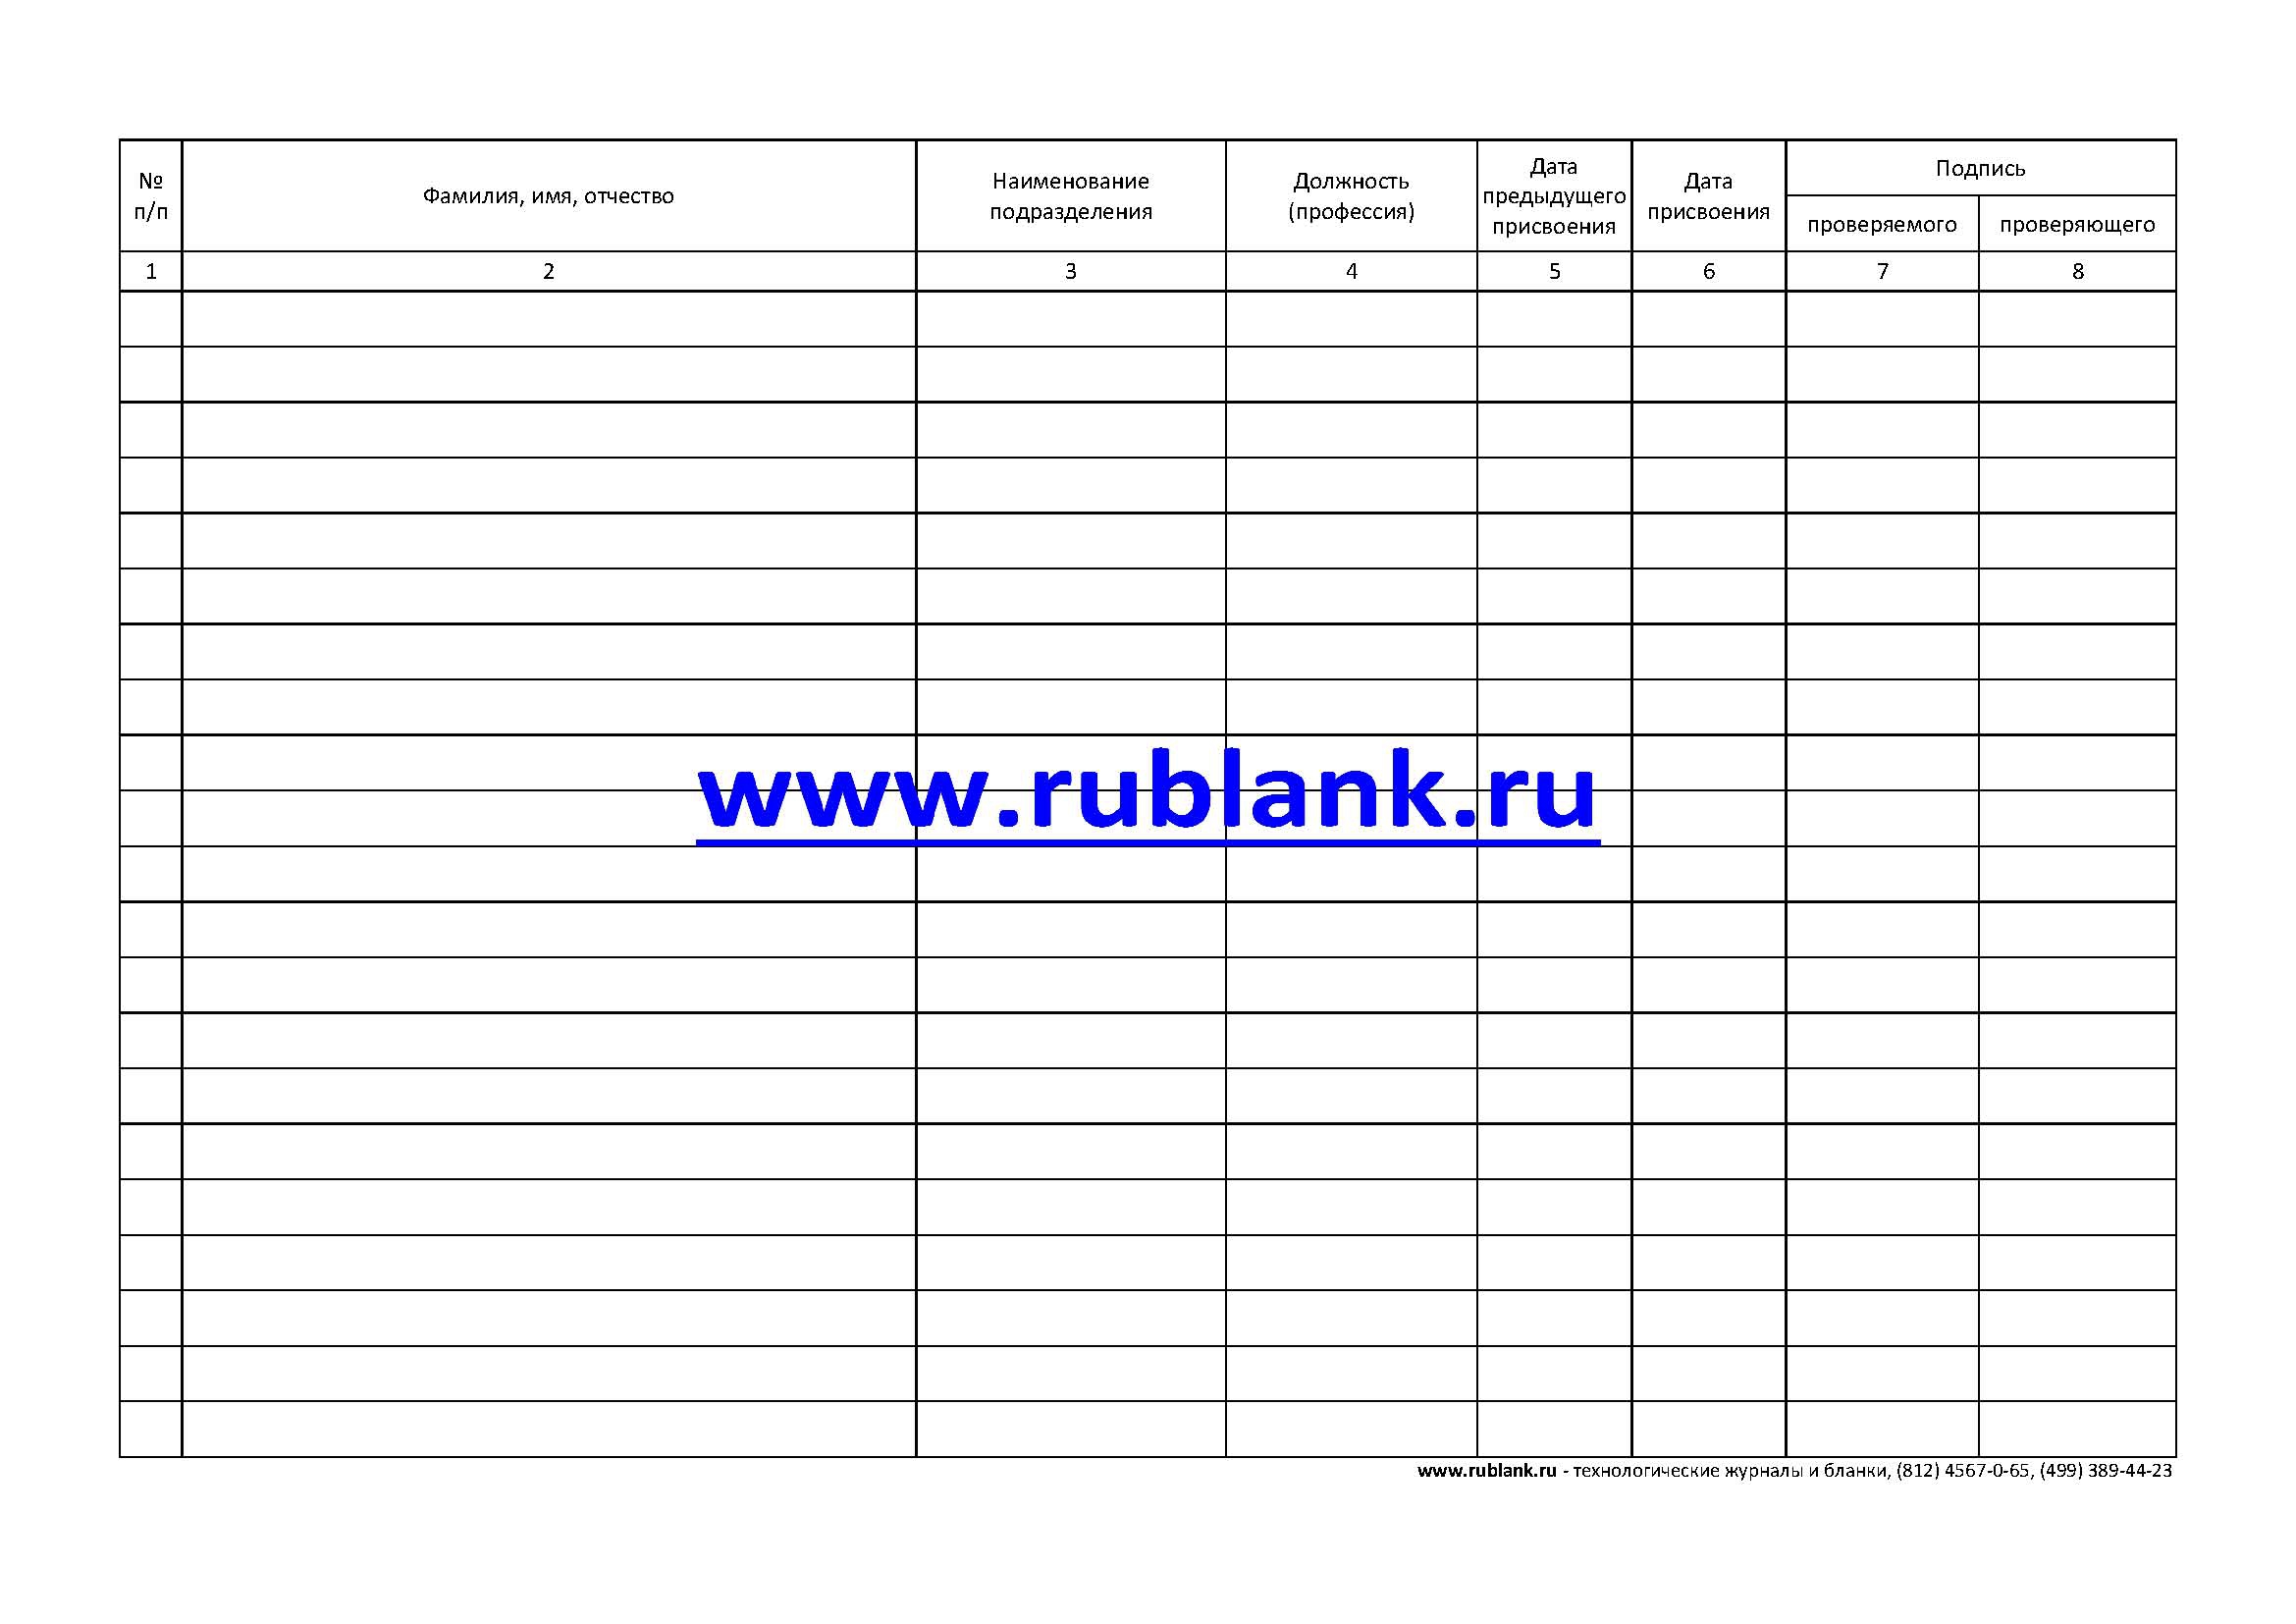 №
п/п
Фамилия, имя, отчество
Наименование
подразделения
Должность
(профессия)
Дата
предыдущего
присвоения
Дата
присвоения
Подпись
проверяемого
проверяющего
1 2 3 4 5 6 7 8
www.rublank.ru
www.rublank.ru - технологические журналы и бланки, (812) 4567-0-65, (499) 389-44-23